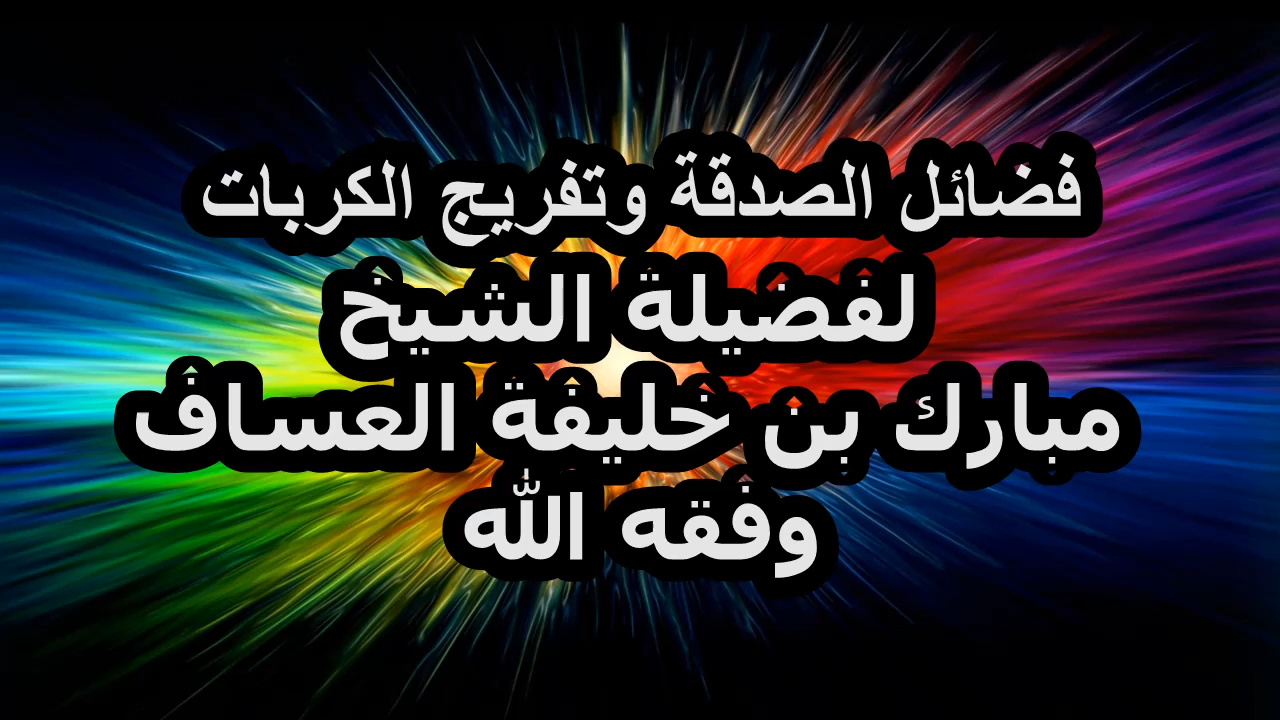 فضائل الصدقة وتفريج الكربات
لفضيلة الشيخ
مبارك بن خليفة العساف
وفقه الله